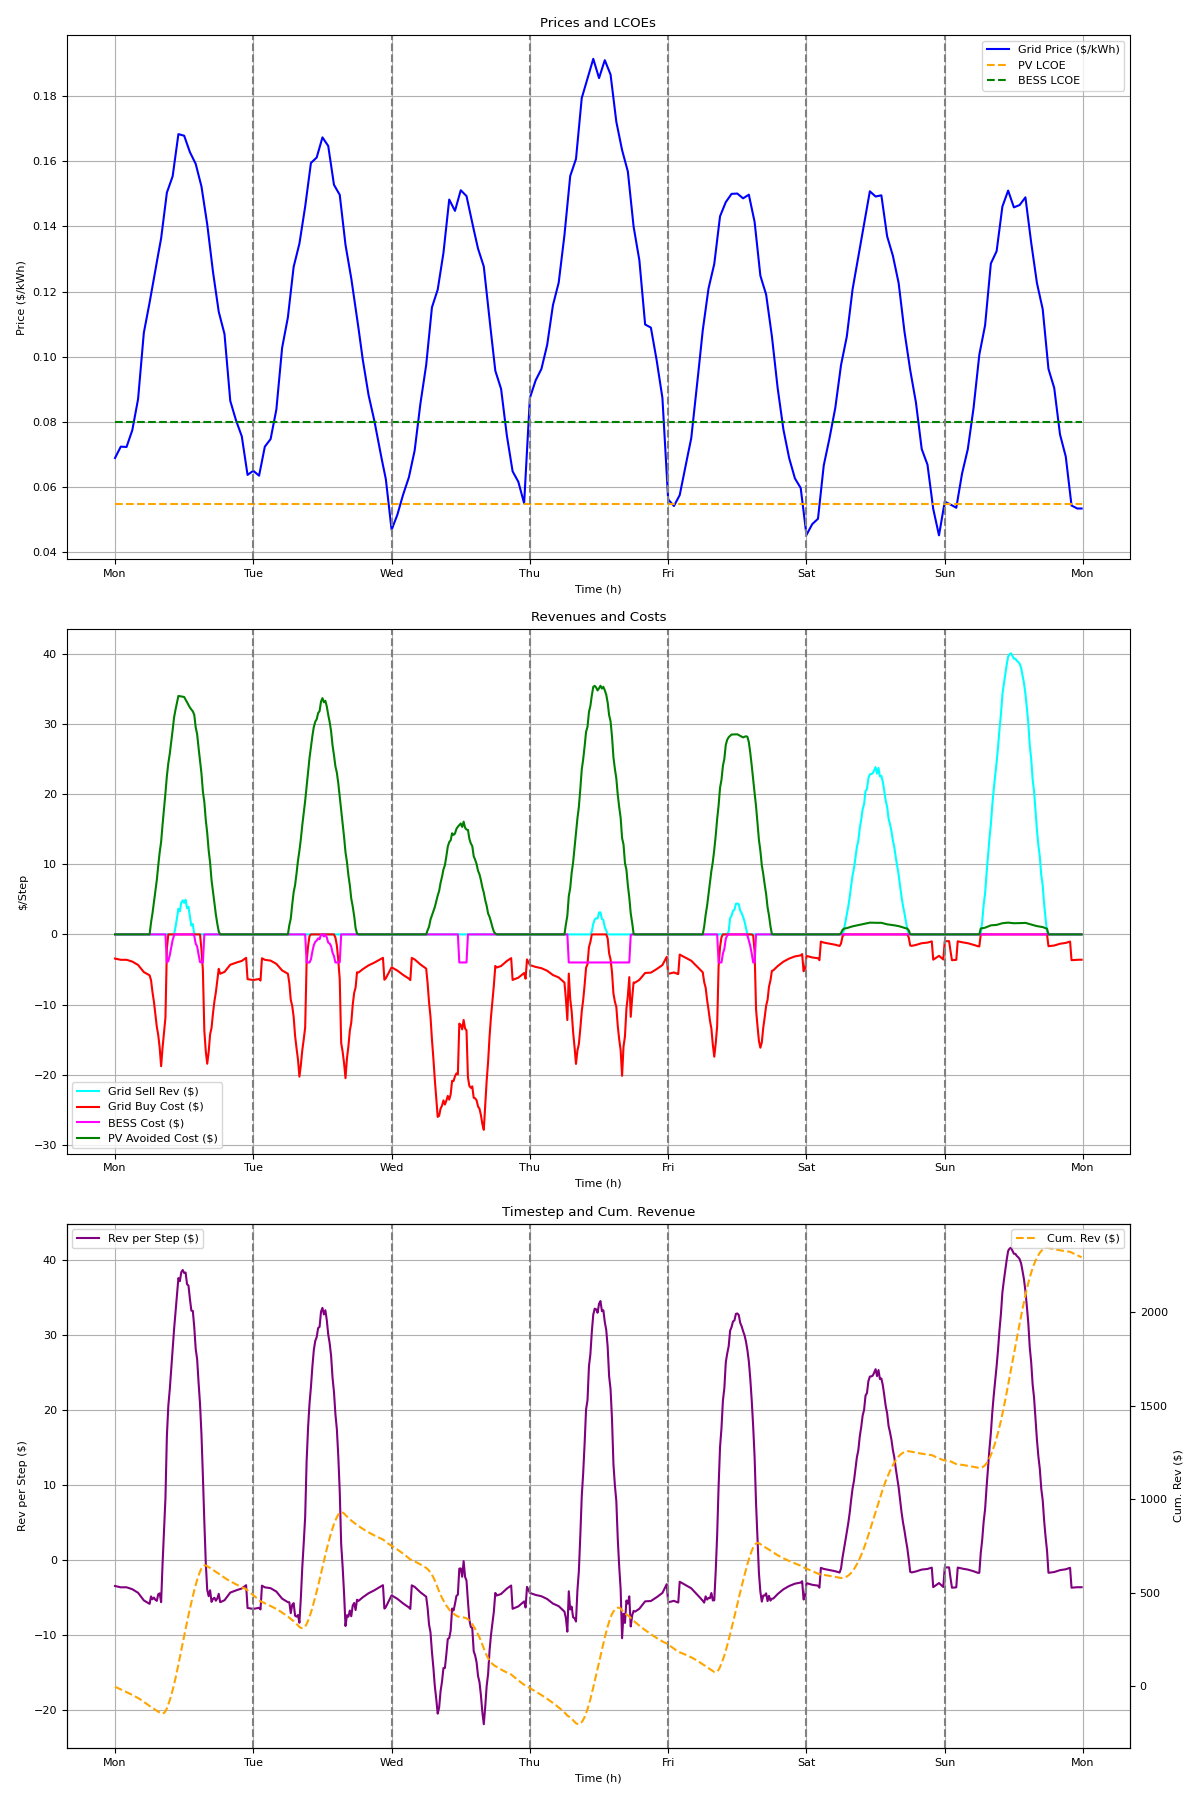 Prices and LCOEs
Grid Price ($/kWh)
PV LCOE
BESS LCOE
Price ($/kWh)
0.18
0.16
0.14
0.12
0.10
0.08
0.06
0.04
Mon Tue Wed Thu Fri Sat Sun Mon
Time (h)
Revenues and Costs
$/Step
40
30
20
10
0
−10
−20
−30
Grid Sell Rev ($)
Grid Buy Cost ($)
BESS Cost ($)
PV Avoided Cost ($)
Mon Tue Wed Thu Fri Sat Sun Mon
Time (h)
Timestep and Cum. Revenue
Rev per Step ($)
Cum. Rev ($)
Rev per Step ($)
40
30
20
10
0
−10
−20
2000
1500
1000
500
0
Cum. Rev ($)
Mon Tue Wed Thu Fri Sat Sun Mon
Time (h)